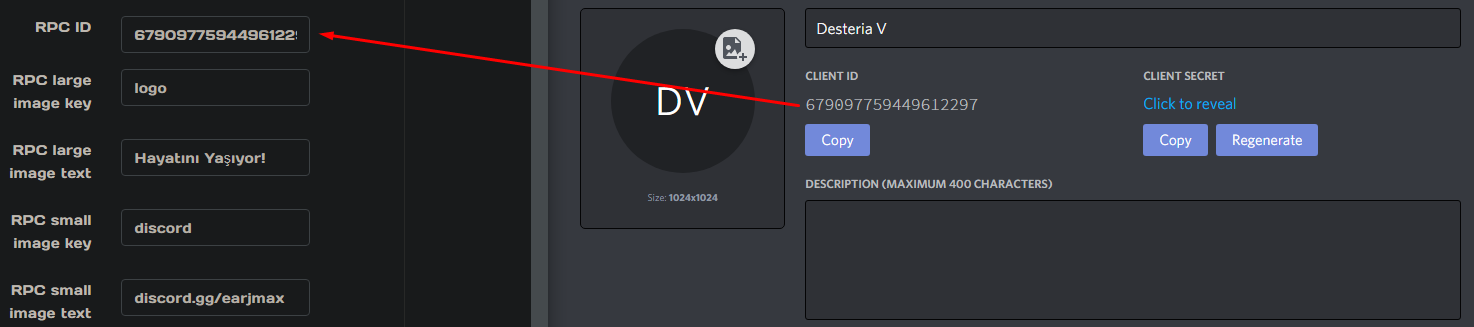 RPC ID
67909775944961229
RPC large
image key
logo
RPC large
image text
Hayatını Yaşıyor!
RPC small
image key
discord
RPC small
image text
discord.gg/earjmax
DV
Size: 1024x1024
Desteria V
CLIENT ID
679097759449612297
Copy
CLIENT SECRET
Click to reveal
Copy
Regenerate
DESCRIPTION (MAXIMUM 400 CHARACTERS)